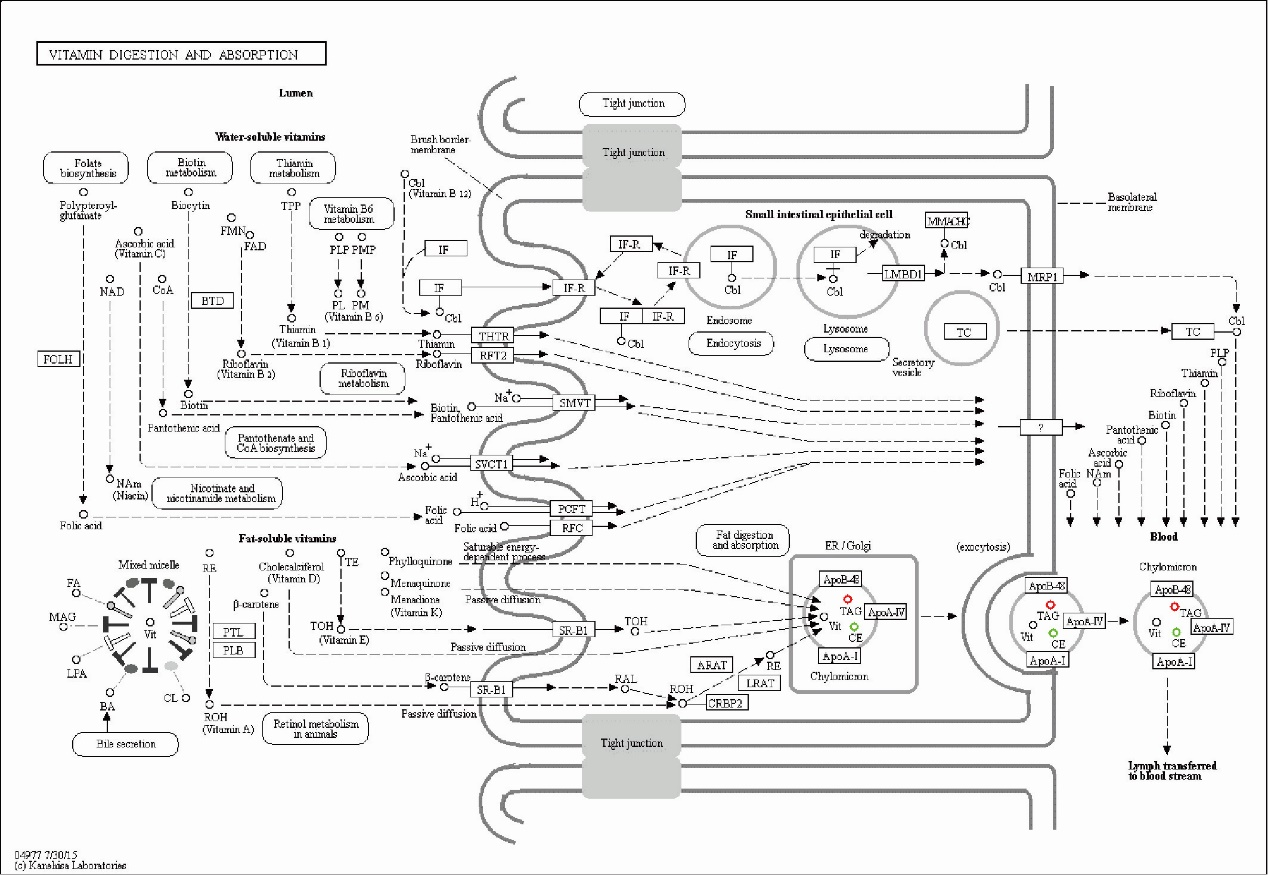 VITAMIN DIGESTION AND ABSORPTION
Lumen
Water-soluble vitamins
Folate
biosynthesis
Biotin
metabolism
Thiamin
metabolism
Vitamin B6
metabolism
Polypteroyl-
glutamate
Biocytin
TPP
FMN
FAD
PLP PMP
PL PM
(Vitamin B 6)
Ascorbic acid
(Vitamin C)
NAD
CoA
BTD
FOLH
Thiamin
(Vitamin B 1)
Riboflavin
(Vitamin B 2)
Riboflavin
metabolism
Biotin
Pantothenic acid
Pantothenate and
CoA biosynthesis
NAm
(Niacin)
Nicotinate and
nicotinamide metabolism
Folic acid
Brush border
membrane
Cbl
(Vitamin B 12)
IF
IF
Cbl
Thiamin
Riboflavin
Na+
Biotin,
Pantothenic acid
Na+
Ascorbic acid
H+
Folic
acid
Folic acid
IF-R
THTR
RFT2
SMVT
SVCT1
PCFT
RFC
Tight junction
Tight junction
Small intestinal epithelial cell
IF-R
IF-R
IF
IF-R
Cbl
IF
Cbl
Endosome
Endocytosis
IF
Cbl
degradation
LMBD1
MMACHC
Cbl
Lysosome
Lysosome
TC
Secretory
vesicle
Cbl
MRP1
?
Basolateral
membrane
TC
Cbl
PLP
Thiamin
Riboflavin
Biotin
Pantothenic
acid
Ascorbic
acid
NAm
Folic
acid
Blood
Fat-soluble vitamins
Mixed micelle
FA
MAG
LPA
BA
CL
Vit
Bile secretion
RE
PTL
PLB
ROH
(Vitamin A)
Cholecalciferol
(Vitamin D)
β-carotene
TE
TOH
(Vitamin E)
Phylloquinone
Menaquinone
Menadione
(Vitamin K)
Retinol metabolism
in animals
Saturable energy-
dependent process
Passive diffusion
Passive diffusion
Passive diffusion
β-carotene
SR-B1
SR-B1
TOH
RAL
ROH
CRBP2
ARAT
LRAT
RE
Fat digestion
and absorption
ER / Golgi
ApoB-48
TAG
ApoA-IV
Vit
CE
ApoA-I
Chylomicron
(exocytosis)
ApoB-48
TAG
ApoA-IV
Vit
CE
ApoA-I
Chylomicron
ApoB-48
TAG
ApoA-IV
Vit
CE
ApoA-I
Lymph transferred
to blood stream
Tight junction
04977 7/30/15
(c) Kanehisa Laboratories